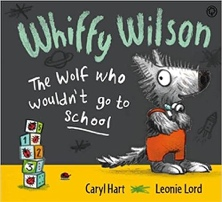 Whiffy Wilson
The Wolf who
wouldn't go to
school
Caryl Hart
Leonie Lord